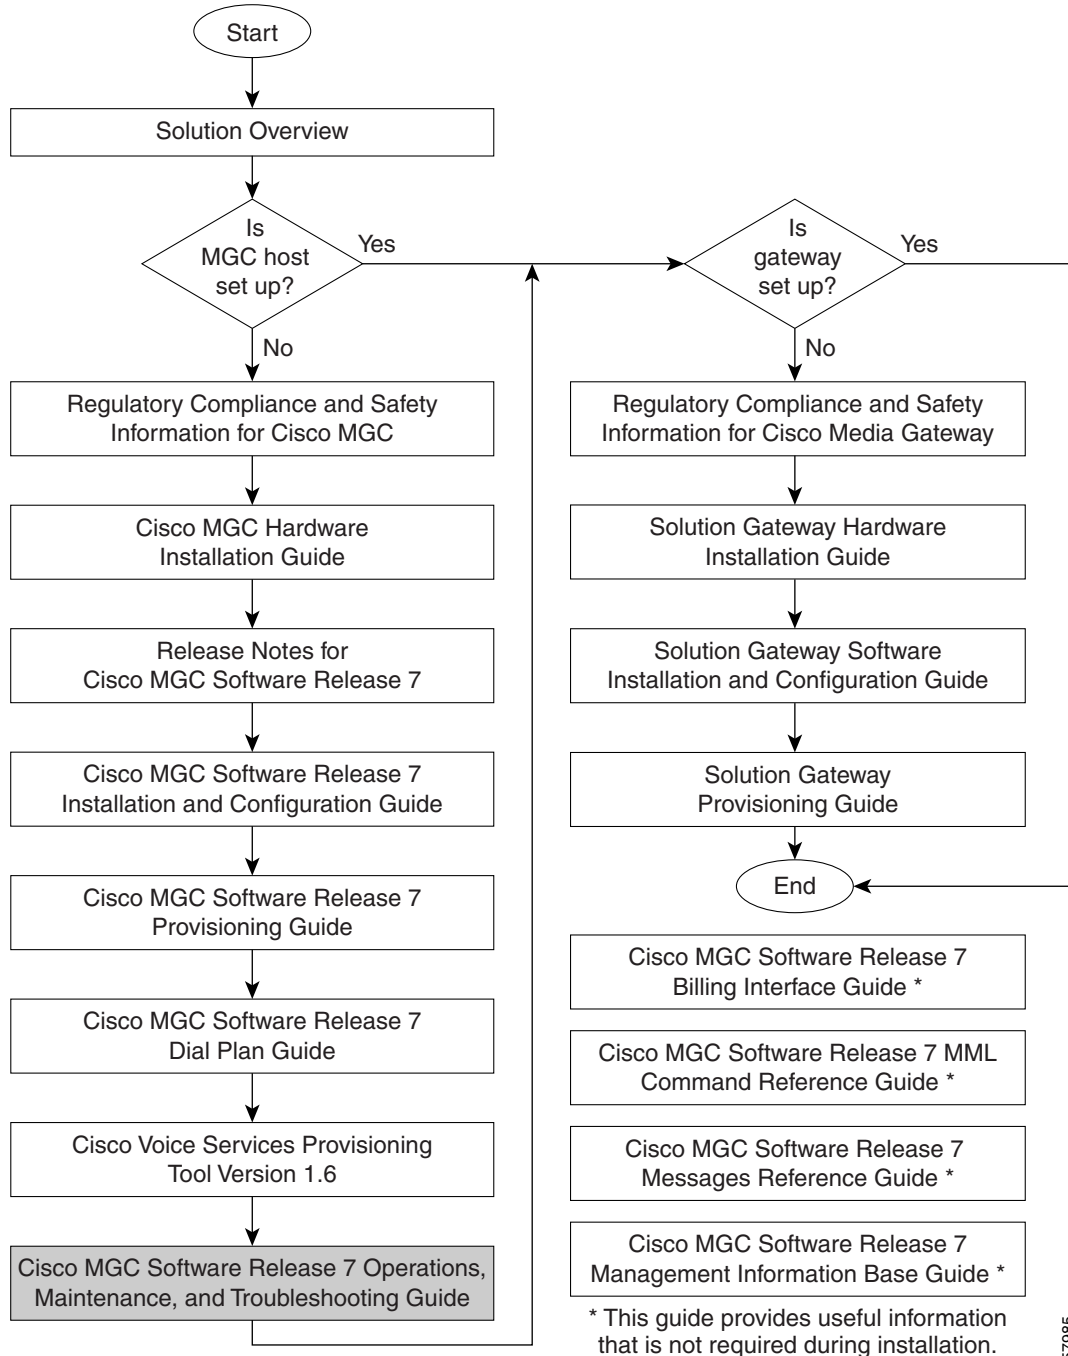 Start
Solution Overview
Is
MGC host
set up?
Yes
No
Regulatory Compliance and Safety
Information for Cisco MGC
Cisco MGC Hardware
Installation Guide
Release Notes for
Cisco MGC Software Release 7
Cisco MGC Software Release 7
Installation and Configuration Guide
Cisco MGC Software Release 7
Provisioning Guide
Cisco MGC Software Release 7
Dial Plan Guide
Cisco Voice Services Provisioning
Tool Version 1.6
Cisco MGC Software Release 7 Operations,
Maintenance, and Troubleshooting Guide
Is
gateway
set up?
Yes
No
Regulatory Compliance and Safety
Information for Cisco Media Gateway
Solution Gateway Hardware
Installation Guide
Solution Gateway Software
Installation and Configuration Guide
Solution Gateway
Provisioning Guide
End
Cisco MGC Software Release 7
Billing Interface Guide *
Cisco MGC Software Release 7 MML
Command Reference Guide *
Cisco MGC Software Release 7
Messages Reference Guide *
Cisco MGC Software Release 7
Management Information Base Guide *
* This guide provides useful information
that is not required during installation.